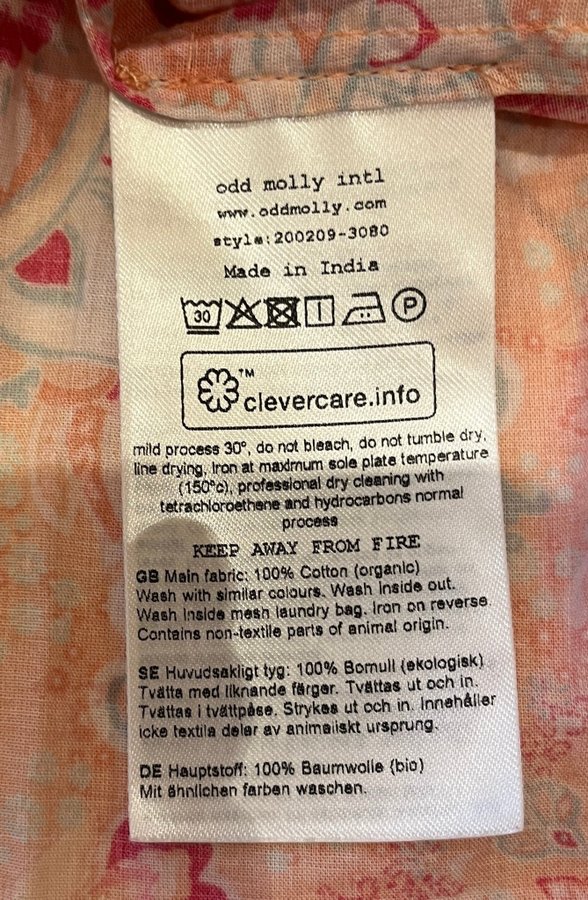 odd molly intl
www.oddmolly.com
style:200209-3080
Made in India
30 P
™
clevercare.info
mild process 30°, do not bleach, do not tumble dry,
line drying, Iron at maximum sole plate temperature
(150°c), professional dry cleaning with
tetrachloroethene and hydrocarbons normal
process
KEEP AWAY FROM FIRE
GB Main fabric: 100% Cotton (organic)
Wash with similar colours. Wash Inside out.
Wash Inside mesh laundry bag. Iron on reverse.
Contains non-textile parts of animal origin.
SE Huvudsakligt tyg: 100% Bomull (ekologisk)
Tvätta med liknande färger. Tvättas ut och in.
Tvättas i tvättpåse. Strykes ut och in. Innehåller
icke textila delar av animaliskt ursprung.
DE Hauptstoff: 100% Baumwolle (bio)
Mit ähnlichen farben waschen.